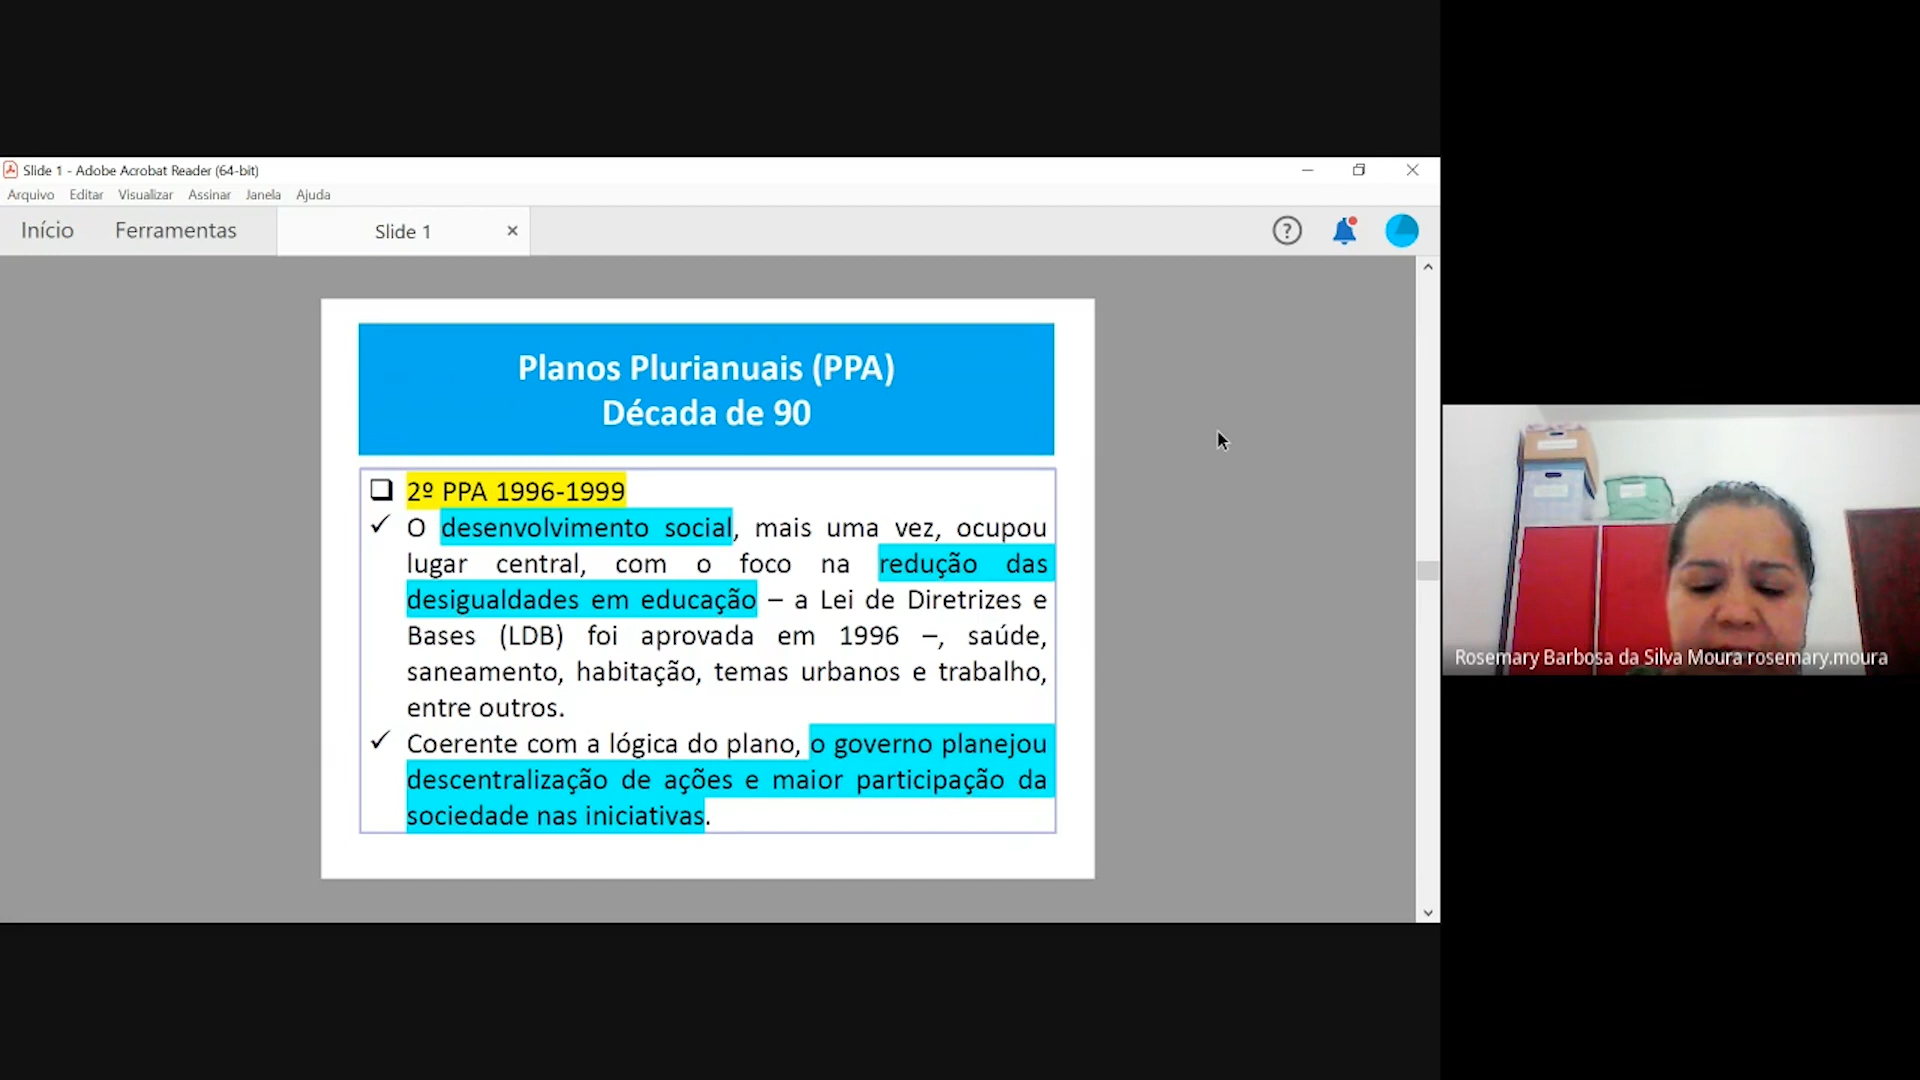 Slide 1 - Adobe Acrobat Reader (64-bit)
Arquivo Editar Visualizar Assinar Janela Ajuda
Início Ferramentas Slide 1
Planos Plurianuais (PPA)
Década de 90
2º PPA 1996-1999
O desenvolvimento social, mais uma vez, ocupou
lugar central, com o foco na redução das
desigualdades em educação – a Lei de Diretrizes e
Bases (LDB) foi aprovada em 1996 –, saúde,
saneamento, habitação, temas urbanos e trabalho,
entre outros.
Coerente com a lógica do plano, o governo planejou
descentralização de ações e maior participação da
sociedade nas iniciativas.
Rosemary Barbosa da Silva Moura rosemary.moura